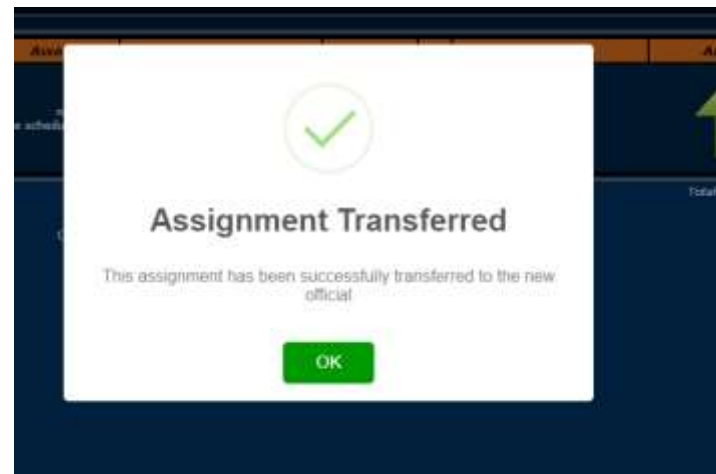 Assignment Transferred
This assignment has been successfully transferred to the new
official
OK